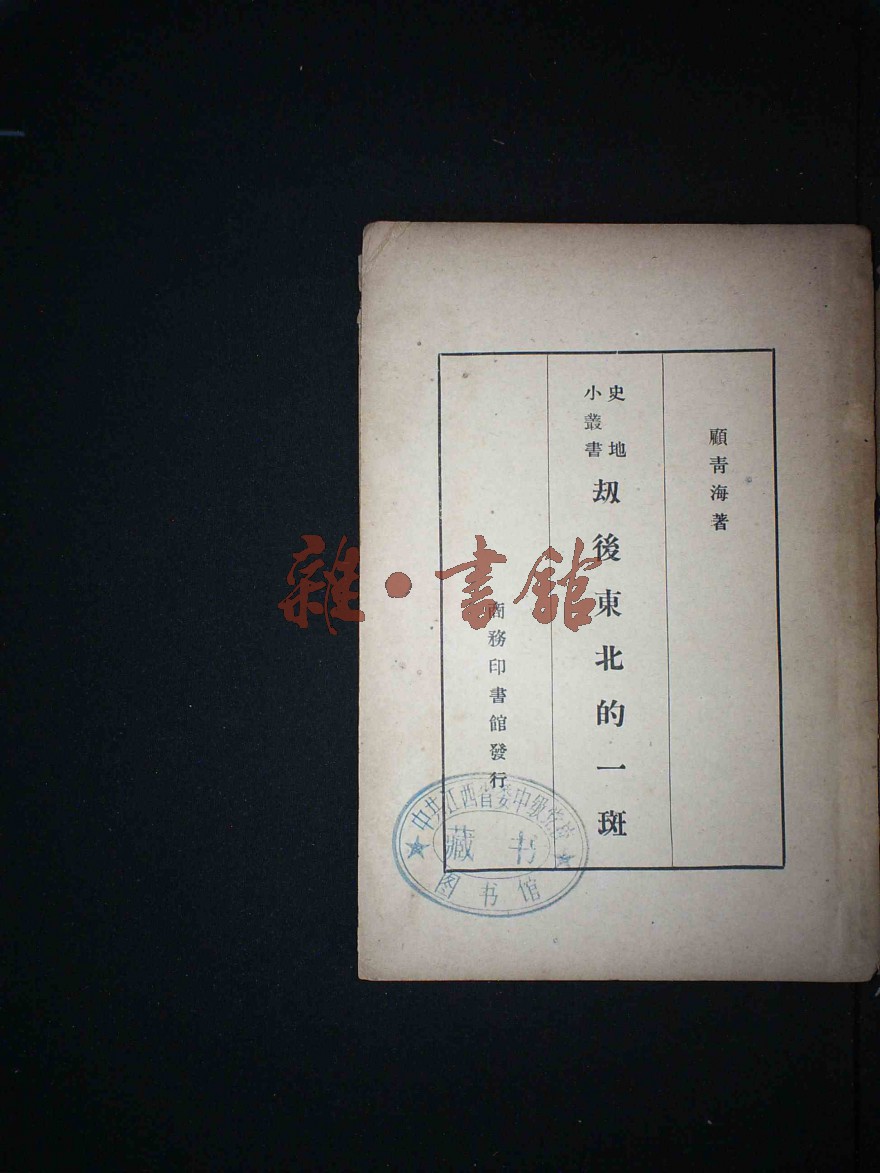 顧青海著
史地
小叢書
刼後東北的一斑
商務印書館發行
雜·書館
中共江西省委中级党校
藏书
图书馆